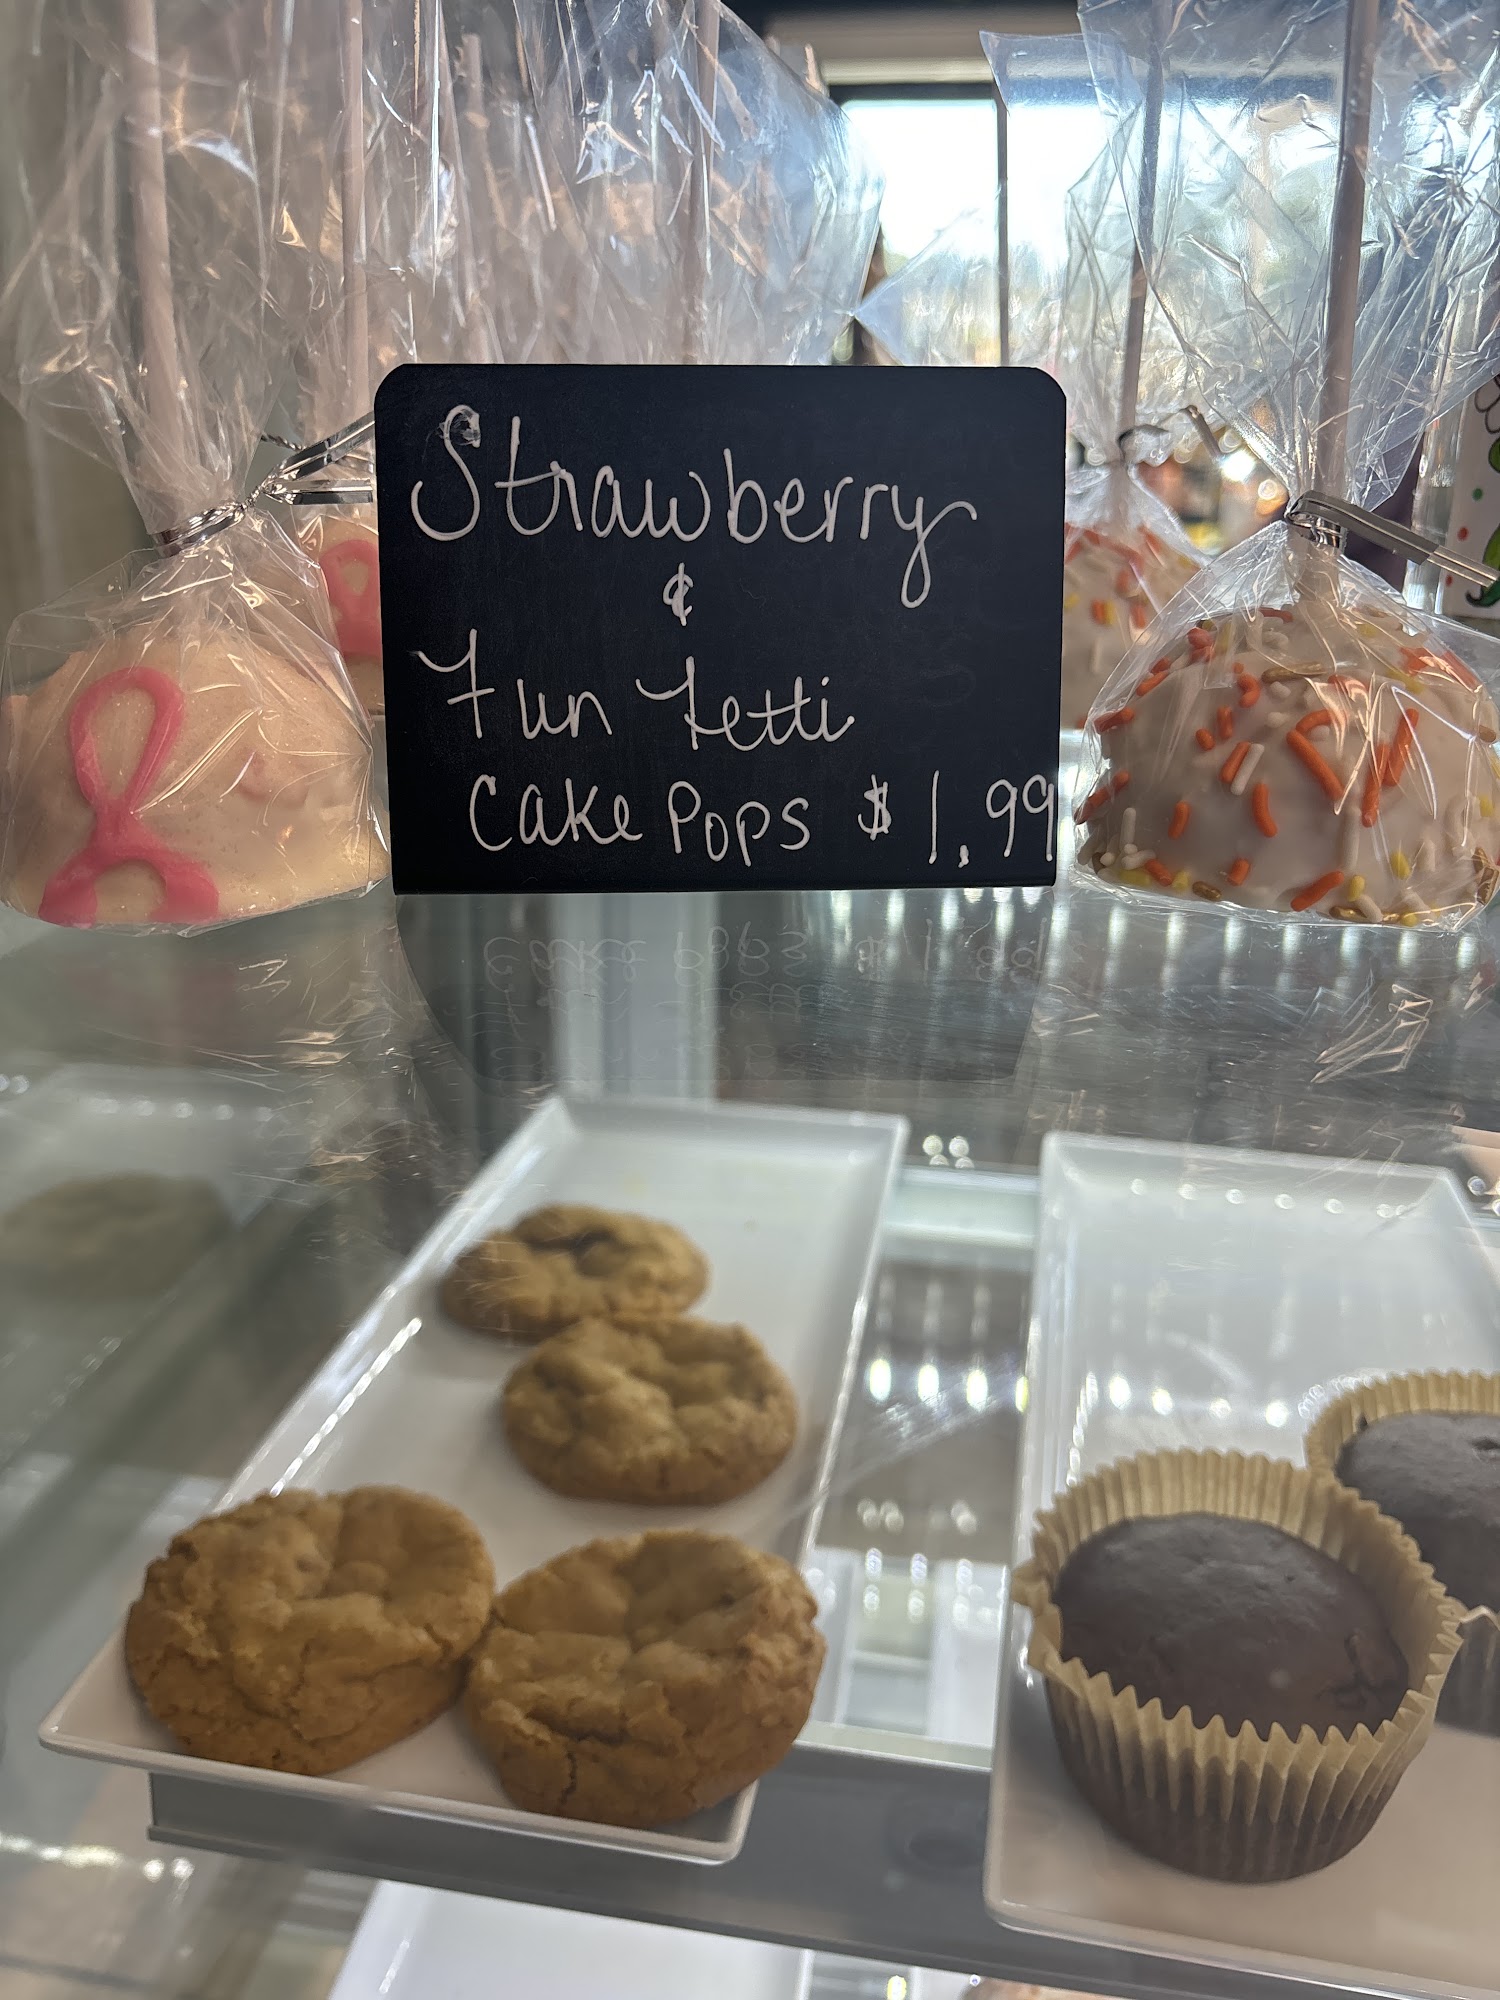 Strawberry
&
Fun Fetti
Cake Pops $1.99